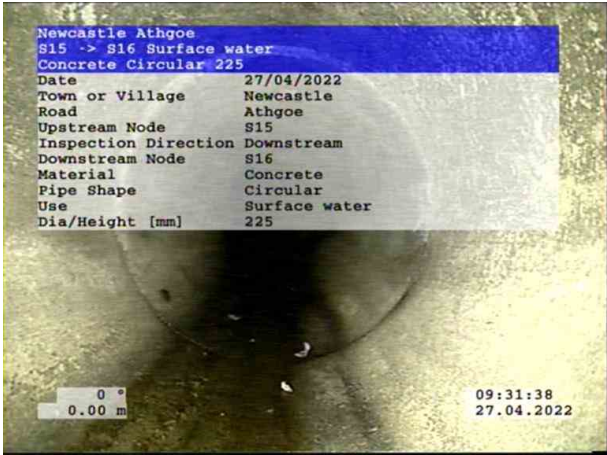 Newcastle Athgoe
S15 -> S16 Surface water
Concrete Circular 225
Date 27/04/2022
Town or Village Newcastle
Road Athgoe
Upstream Node S15
Inspection Direction Downstream
Downstream Node S16
Material Concrete
Pipe Shape Circular
Use Surface water
Dia/Height [mm] 225
0 °
0.00 m
09:31:38
27.04.2022